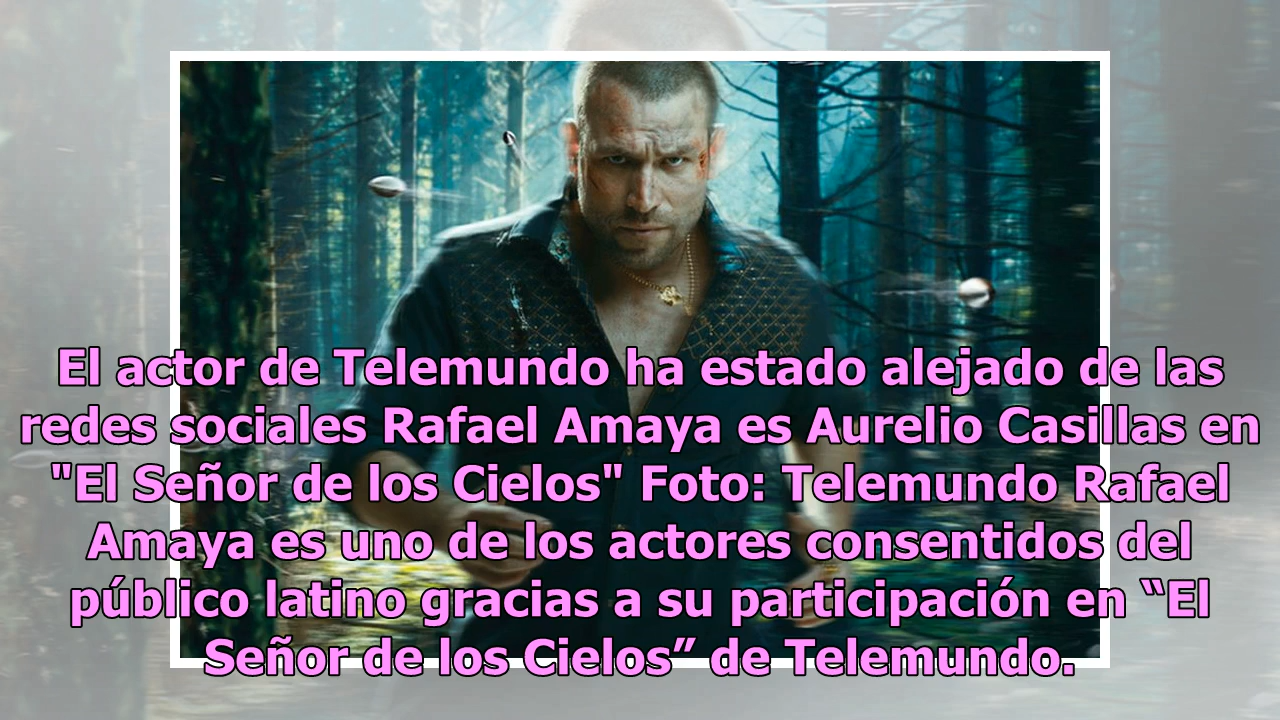 El actor de Telemundo ha estado alejado de las
redes sociales Rafael Amaya es Aurelio Casillas en
"El Señor de los Cielos" Foto: Telemundo Rafael
Amaya es uno de los actores consentidos del
público latino gracias a su participación en “El
Señor de los Cielos” de Telemundo.